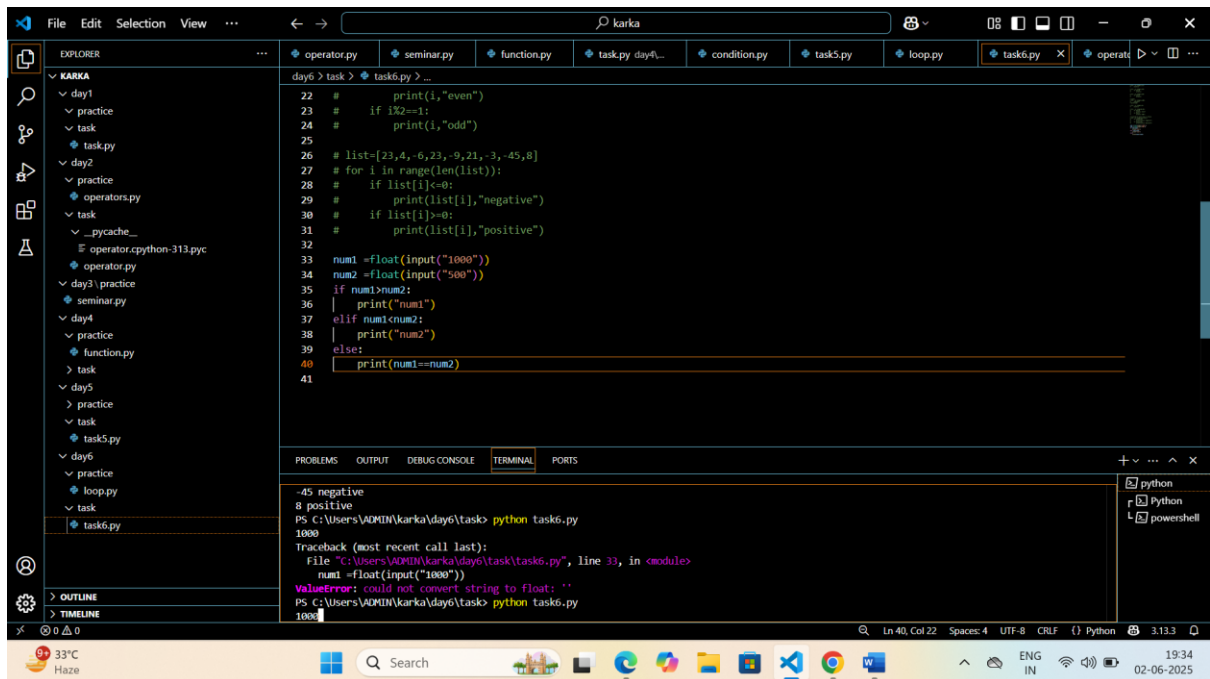 File Edit Selection View ··· ← → karka
EXPLORER ···
KARKA
day1
practice
task
task.py
day2
practice
operators.py
task
__pycache__
operator.cpython-313.pyc
operator.py
day3\practice
seminar.py
day4
practice
function.py
task
day5
practice
task
task5.py
day6
practice
loop.py
task
task6.py
OUTLINE
TIMELINE
operator.py seminar.py function.py task.py day4\... condition.py task5.py loop.py task6.py × operat
day6 > task > task6.py > ...
22 # print(i,"even")
23 # if i%2==1:
24 # print(i,"odd")
25
26 # list=[23,4,-6,23,-9,21,-3,-45,8]
27 # for i in range(len(list)):
28 # if list[i]<=0:
29 # print(list[i],"negative")
30 # if list[i]>=0:
31 # print(list[i],"positive")
32
33 num1 =float(input("1000"))
34 num2 =float(input("500"))
35 if num1>num2:
36 print("num1")
37 elif num1<num2:
38 print("num2")
39 else:
40 print(num1==num2)
41
PROBLEMS OUTPUT DEBUG CONSOLE TERMINAL PORTS
-45 negative
8 positive
PS C:\Users\ADMIN\karka\day6\task> python task6.py
1000
Traceback (most recent call last):
File "C:\Users\ADMIN\karka\day6\task\task6.py", line 33, in <module>
num1 =float(input("1000"))
ValueError: could not convert string to float: ''
PS C:\Users\ADMIN\karka\day6\task> python task6.py
1000
python
Python
powershell
0 0 Ln 40, Col 22 Spaces: 4 UTF-8 CRLF {} Python 3.13.3
9+ 33°C
Haze
Search
ENG
IN
19:34
02-06-2025